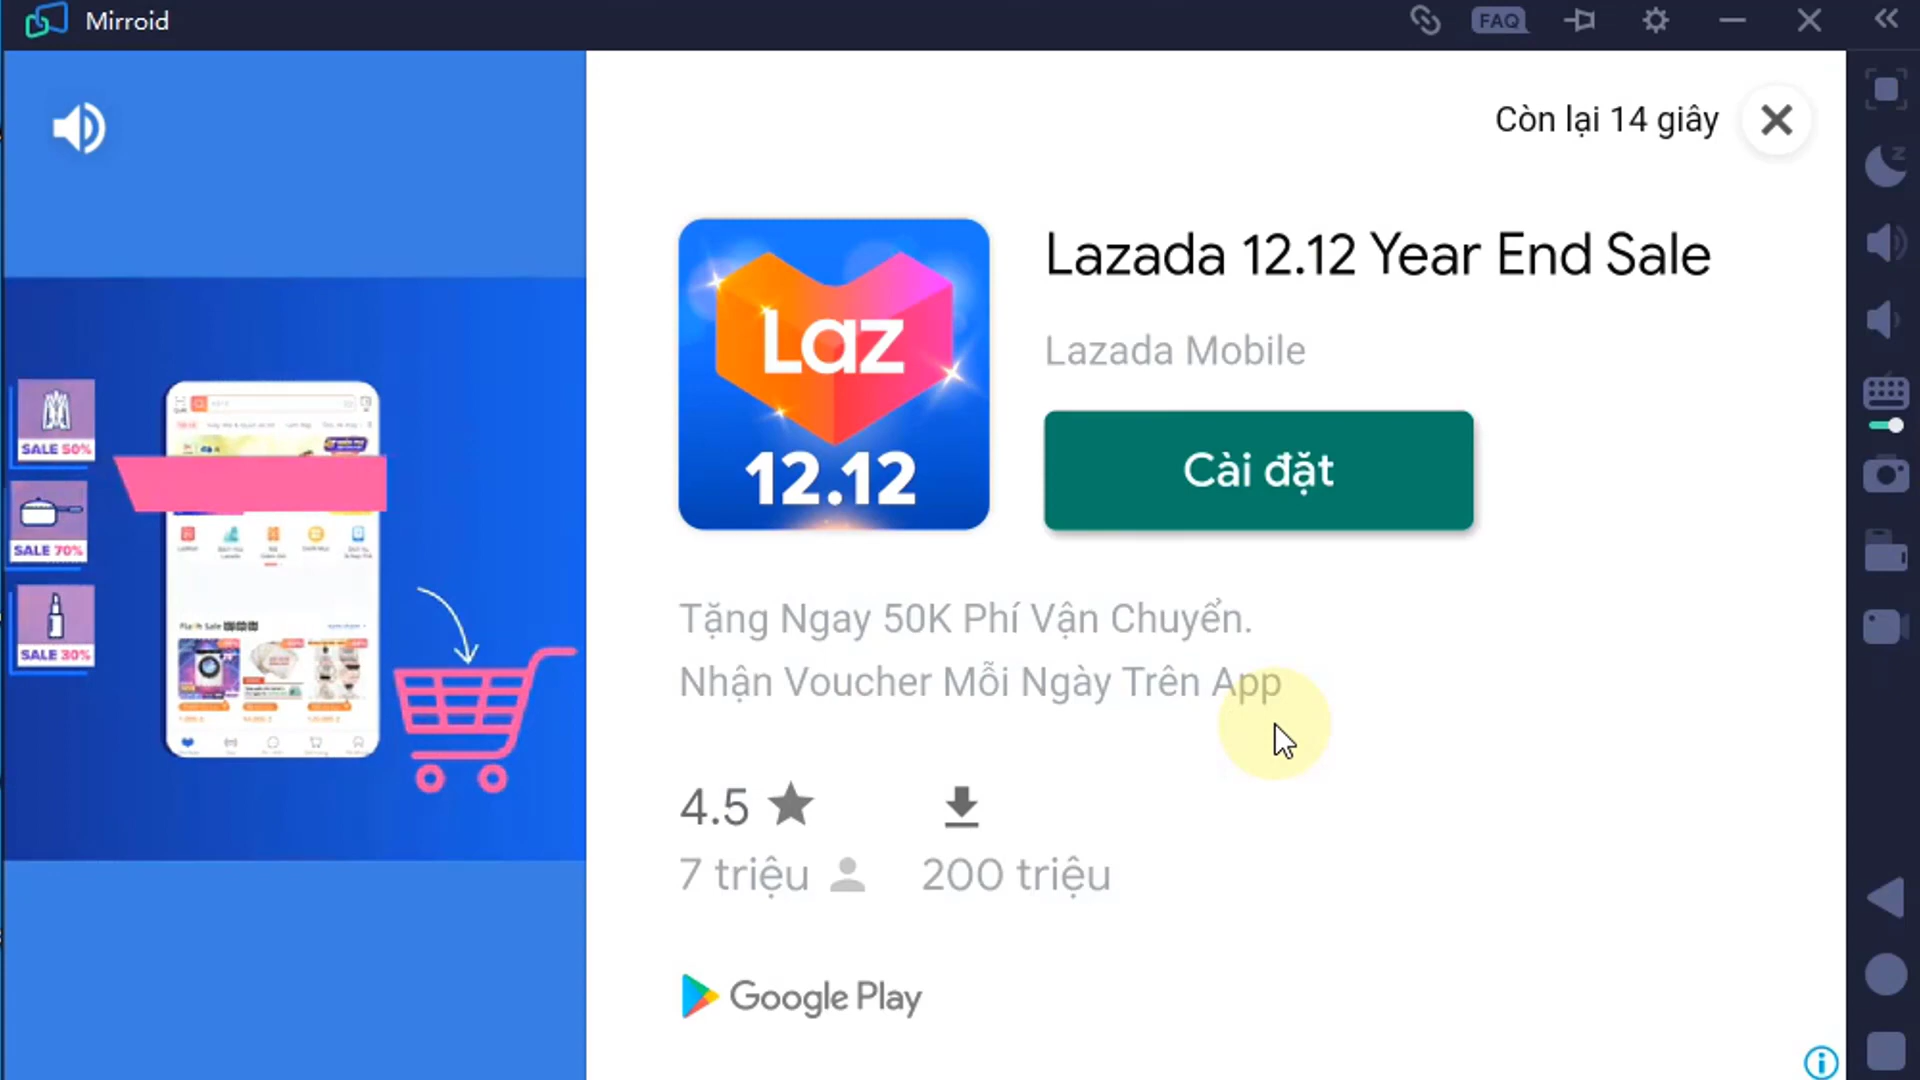 Mirroid
FAQ
Còn lại 14 giây
Laz
12.12
Lazada 12.12 Year End Sale
Lazada Mobile
Cài đặt
SALE 50%
SALE 70%
SALE 30%
Flash Sale
Tặng Ngay 50K Phí Vận Chuyển.
Nhận Voucher Mỗi Ngày Trên App
4.5
7 triệu
200 triệu
Google Play